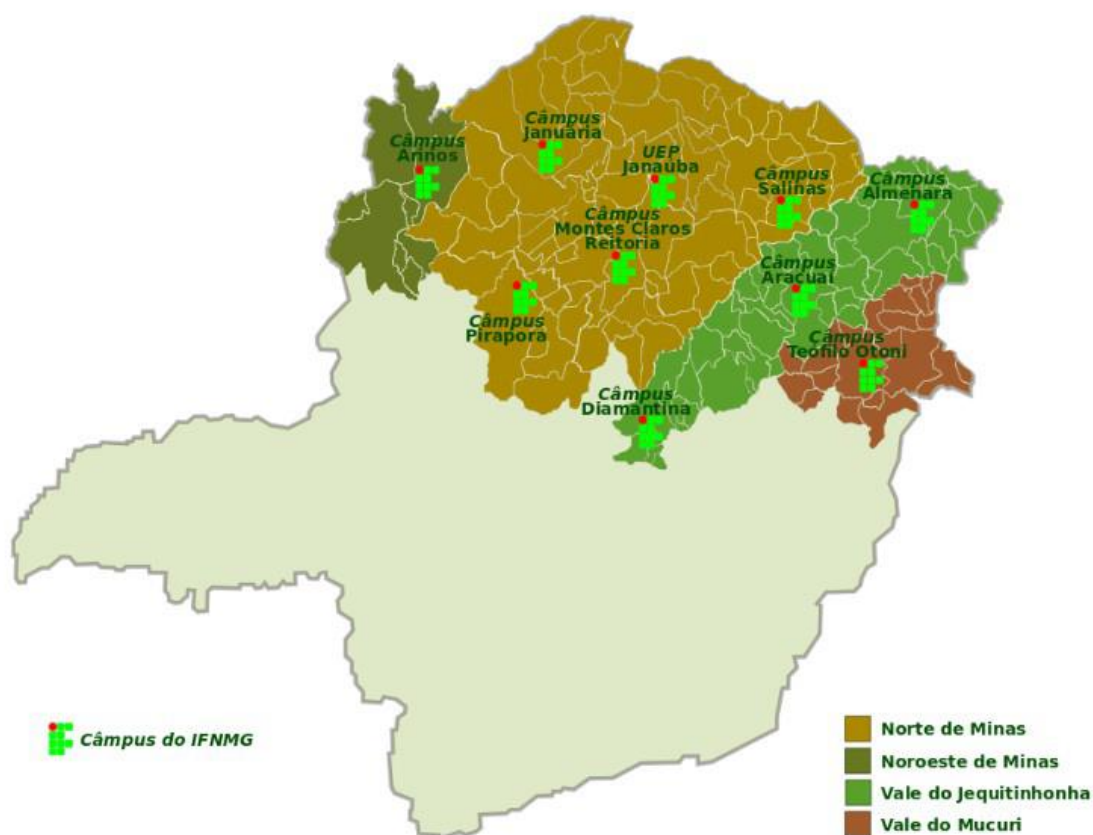 Câmpus
Januária
Câmpus
Arinos
UEP
Janaúba
Câmpus
Salinas
Câmpus
Almenara
Câmpus
Montes Claros
Reitoria
Câmpus
Araçuaí
Câmpus
Pirapora
Câmpus
Teófilo Otoni
Câmpus
Diamantina
Câmpus do IFNMG
Norte de Minas
Noroeste de Minas
Vale do Jequitinhonha
Vale do Mucuri